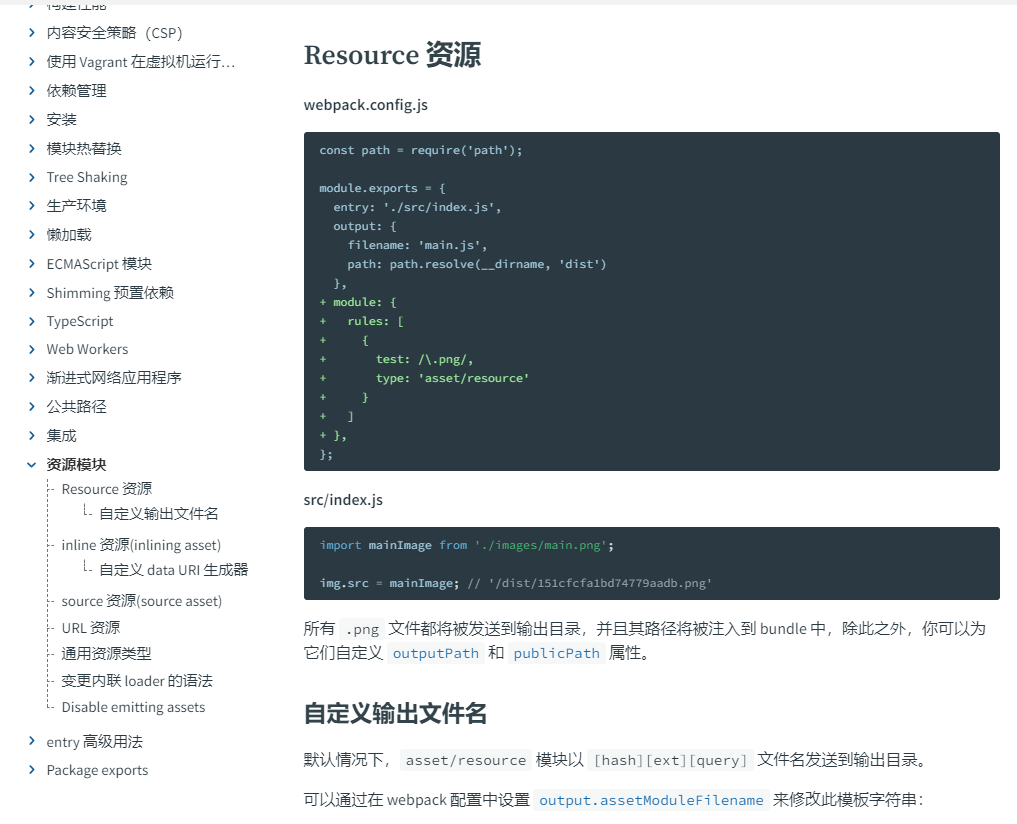 构建性能
内容安全策略（CSP）
使用 Vagrant 在虚拟机运行…
依赖管理
安装
模块热替换
Tree Shaking
生产环境
懒加载
ECMAScript 模块
Shimming 预置依赖
TypeScript
Web Workers
渐进式网络应用程序
公共路径
集成
资源模块
Resource 资源
自定义输出文件名
inline 资源(inlining asset)
自定义 data URI 生成器
source 资源(source asset)
URL 资源
通用资源类型
变更内联 loader 的语法
Disable emitting assets
entry 高级用法
Package exports
Resource 资源
webpack.config.js
const path = require('path');
module.exports = {
  entry: './src/index.js',
  output: {
    filename: 'main.js',
    path: path.resolve(__dirname, 'dist')
  },
+ module: {
+   rules: [
+     {
+       test: /\.png/,
+       type: 'asset/resource'
+     }
+   ]
+ },
};
src/index.js
import mainImage from './images/main.png';
img.src = mainImage; // '/dist/151cfcfa1bd74779aadb.png'
所有 .png 文件都将被发送到输出目录，并且其路径将被注入到 bundle 中，除此之外，你可以为
它们自定义 outputPath 和 publicPath 属性。
自定义输出文件名
默认情况下，asset/resource 模块以 [hash][ext][query] 文件名发送到输出目录。
可以通过在 webpack 配置中设置 output.assetModuleFilename 来修改此模板字符串：